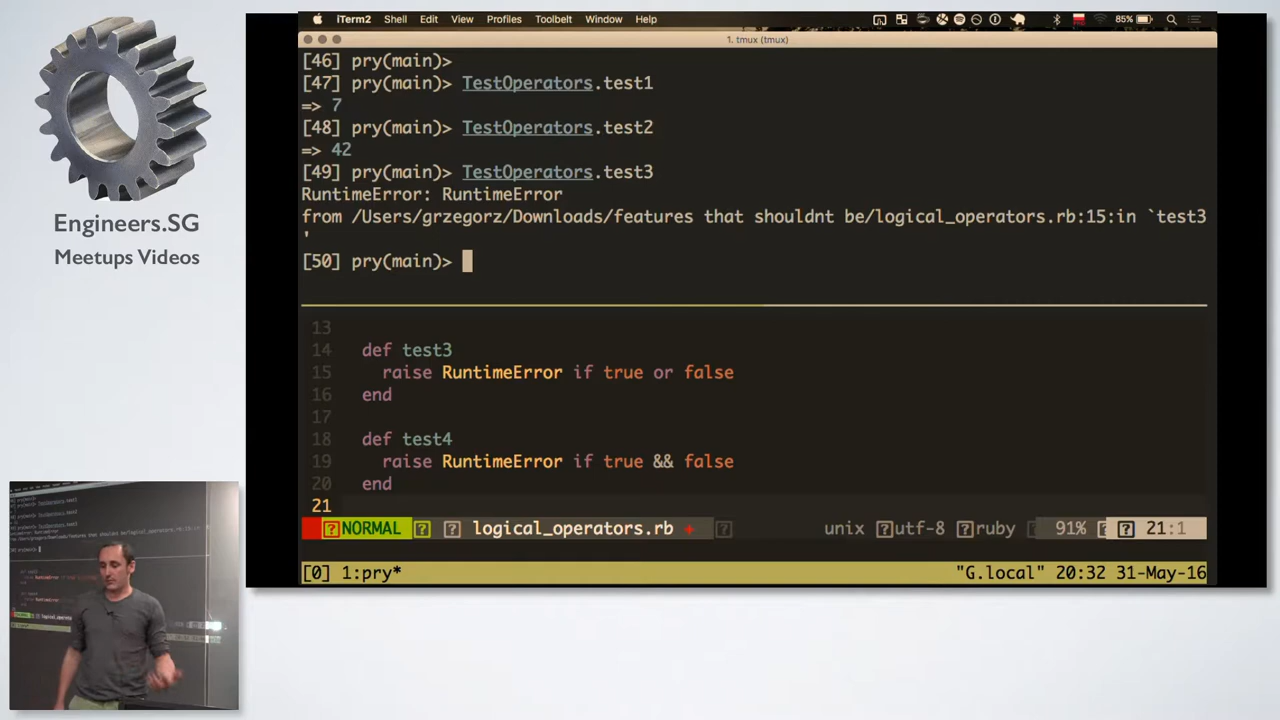 iTerm2 Shell Edit View Profiles Toolbelt Window Help 85%
1. tmux (tmux)
[46] pry(main)>
[47] pry(main)> TestOperators.test1
=> 7
[48] pry(main)> TestOperators.test2
=> 42
[49] pry(main)> TestOperators.test3
RuntimeError: RuntimeError
from /Users/grzegorz/Downloads/features that shouldnt be/logical_operators.rb:15:in `test3
'
[50] pry(main)>
13
14 def test3
15 raise RuntimeError if true or false
16 end
17
18 def test4
19 raise RuntimeError if true && false
20 end
21
NORMAL logical_operators.rb + unix utf-8 ruby 91% 21:1
[0] 1:pry* "G.local" 20:32 31-May-16
Engineers.SG
Meetups Videos